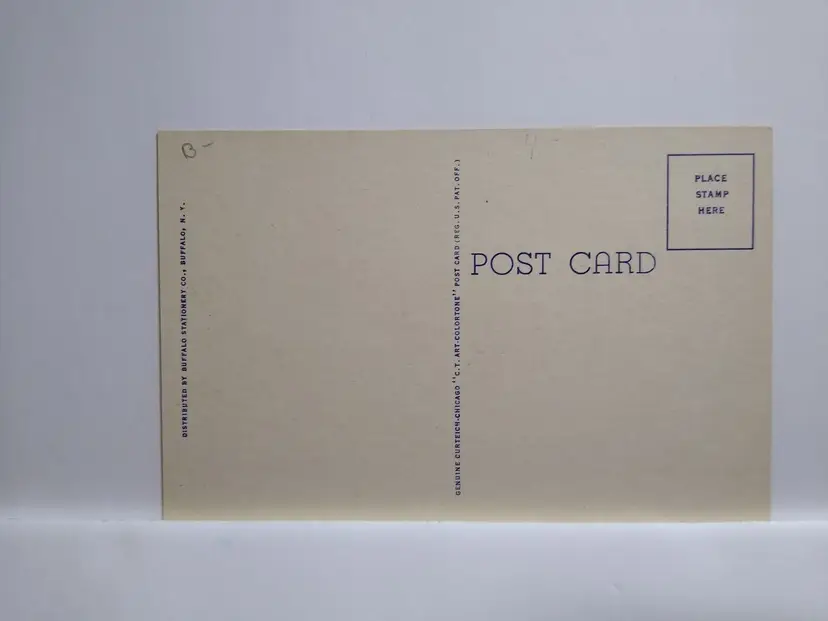 B-
DISTRIBUTED BY BUFFALO STATIONERY CO., BUFFALO, N. Y.
GENUINE CURTEICH-CHICAGO "C.T. ART-COLORTONE" POST CARD (REG. U.S. PAT. OFF.)
POST CARD
PLACE
STAMP
HERE